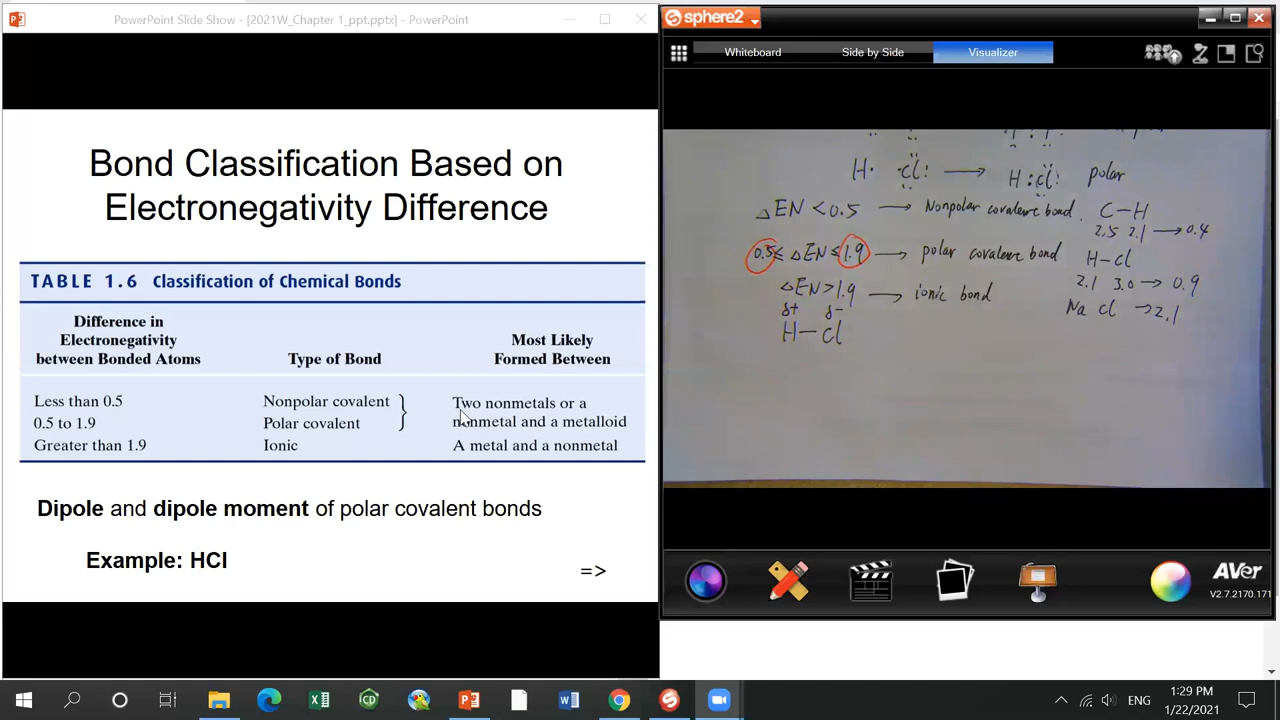 PowerPoint Slide Show - [2021W_Chapter 1_ppt.pptx] - PowerPoint
Bond Classification Based on
Electronegativity Difference
TABLE 1.6 Classification of Chemical Bonds
Difference in
Electronegativity
between Bonded Atoms
Type of Bond
Most Likely
Formed Between
Less than 0.5
Nonpolar covalent
0.5 to 1.9
Polar covalent
Two nonmetals or a
nonmetal and a metalloid
Greater than 1.9
Ionic
A metal and a nonmetal
Dipole and dipole moment of polar covalent bonds
Example: HCl
=>
sphere2
Whiteboard
Side by Side
Visualizer
H· ·Cl: → H:Cl: polar
△EN < 0.5 → Nonpolar covalent bond. C-H
2.5 2.1 → 0.4
0.5 ≤ △EN ≤ 1.9 → polar covalent bond H-Cl
2.1 3.0 → 0.9
△EN > 1.9 → ionic bond Na Cl → 2.1
δ+ δ-
H-Cl
AVer
V2.7.2170.171
ENG
1:29 PM
1/22/2021